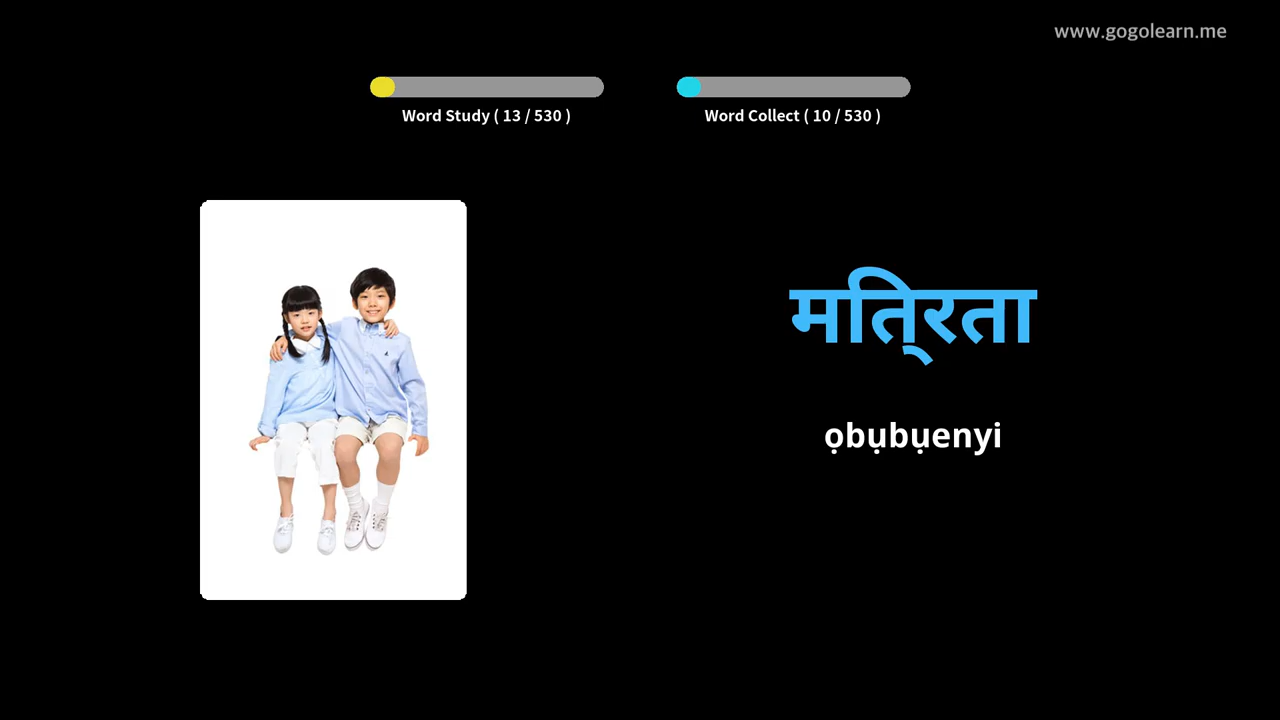 www.gogolearn.me
Word Study ( 13 / 530 )
Word Collect ( 10 / 530 )
मति्रता
ọbụbụenyi